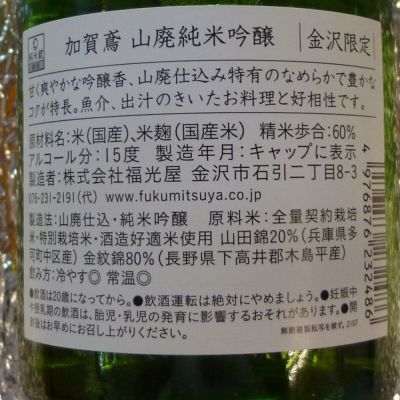 加賀鳶 山廃純米吟醸 金沢限定
甘く爽やかな吟醸香、山廃仕込み特有のなめらかで豊かな
コクが特長。魚介、出汁のきいたお料理と好相性です。
原材料名:米(国産)、米麹(国産米) 精米歩合:60%
アルコール分:15度 製造年月:キャップに表示
製造者:株式会社福光屋 金沢市石引二丁目8-3
076-231-2191(代) www.fukumitsuya.co.jp
製造法:山廃仕込・純米吟醸 原料米:全量契約栽培
米・特別栽培米・酒造好適米使用 山田錦20%(兵庫県多
可町中区産) 金紋錦80%(長野県下高井郡木島平産)
飲み方:冷やす◎ 常温◎
●飲酒は20歳になってから。●飲酒運転は絶対にやめましょう。●妊娠中
や授乳期の飲酒は、胎児・乳児の発育に影響するおそれがあります。●開
封後はお早めにお召し上がりください。
無断複製転写を禁ず。2107
4976876232486